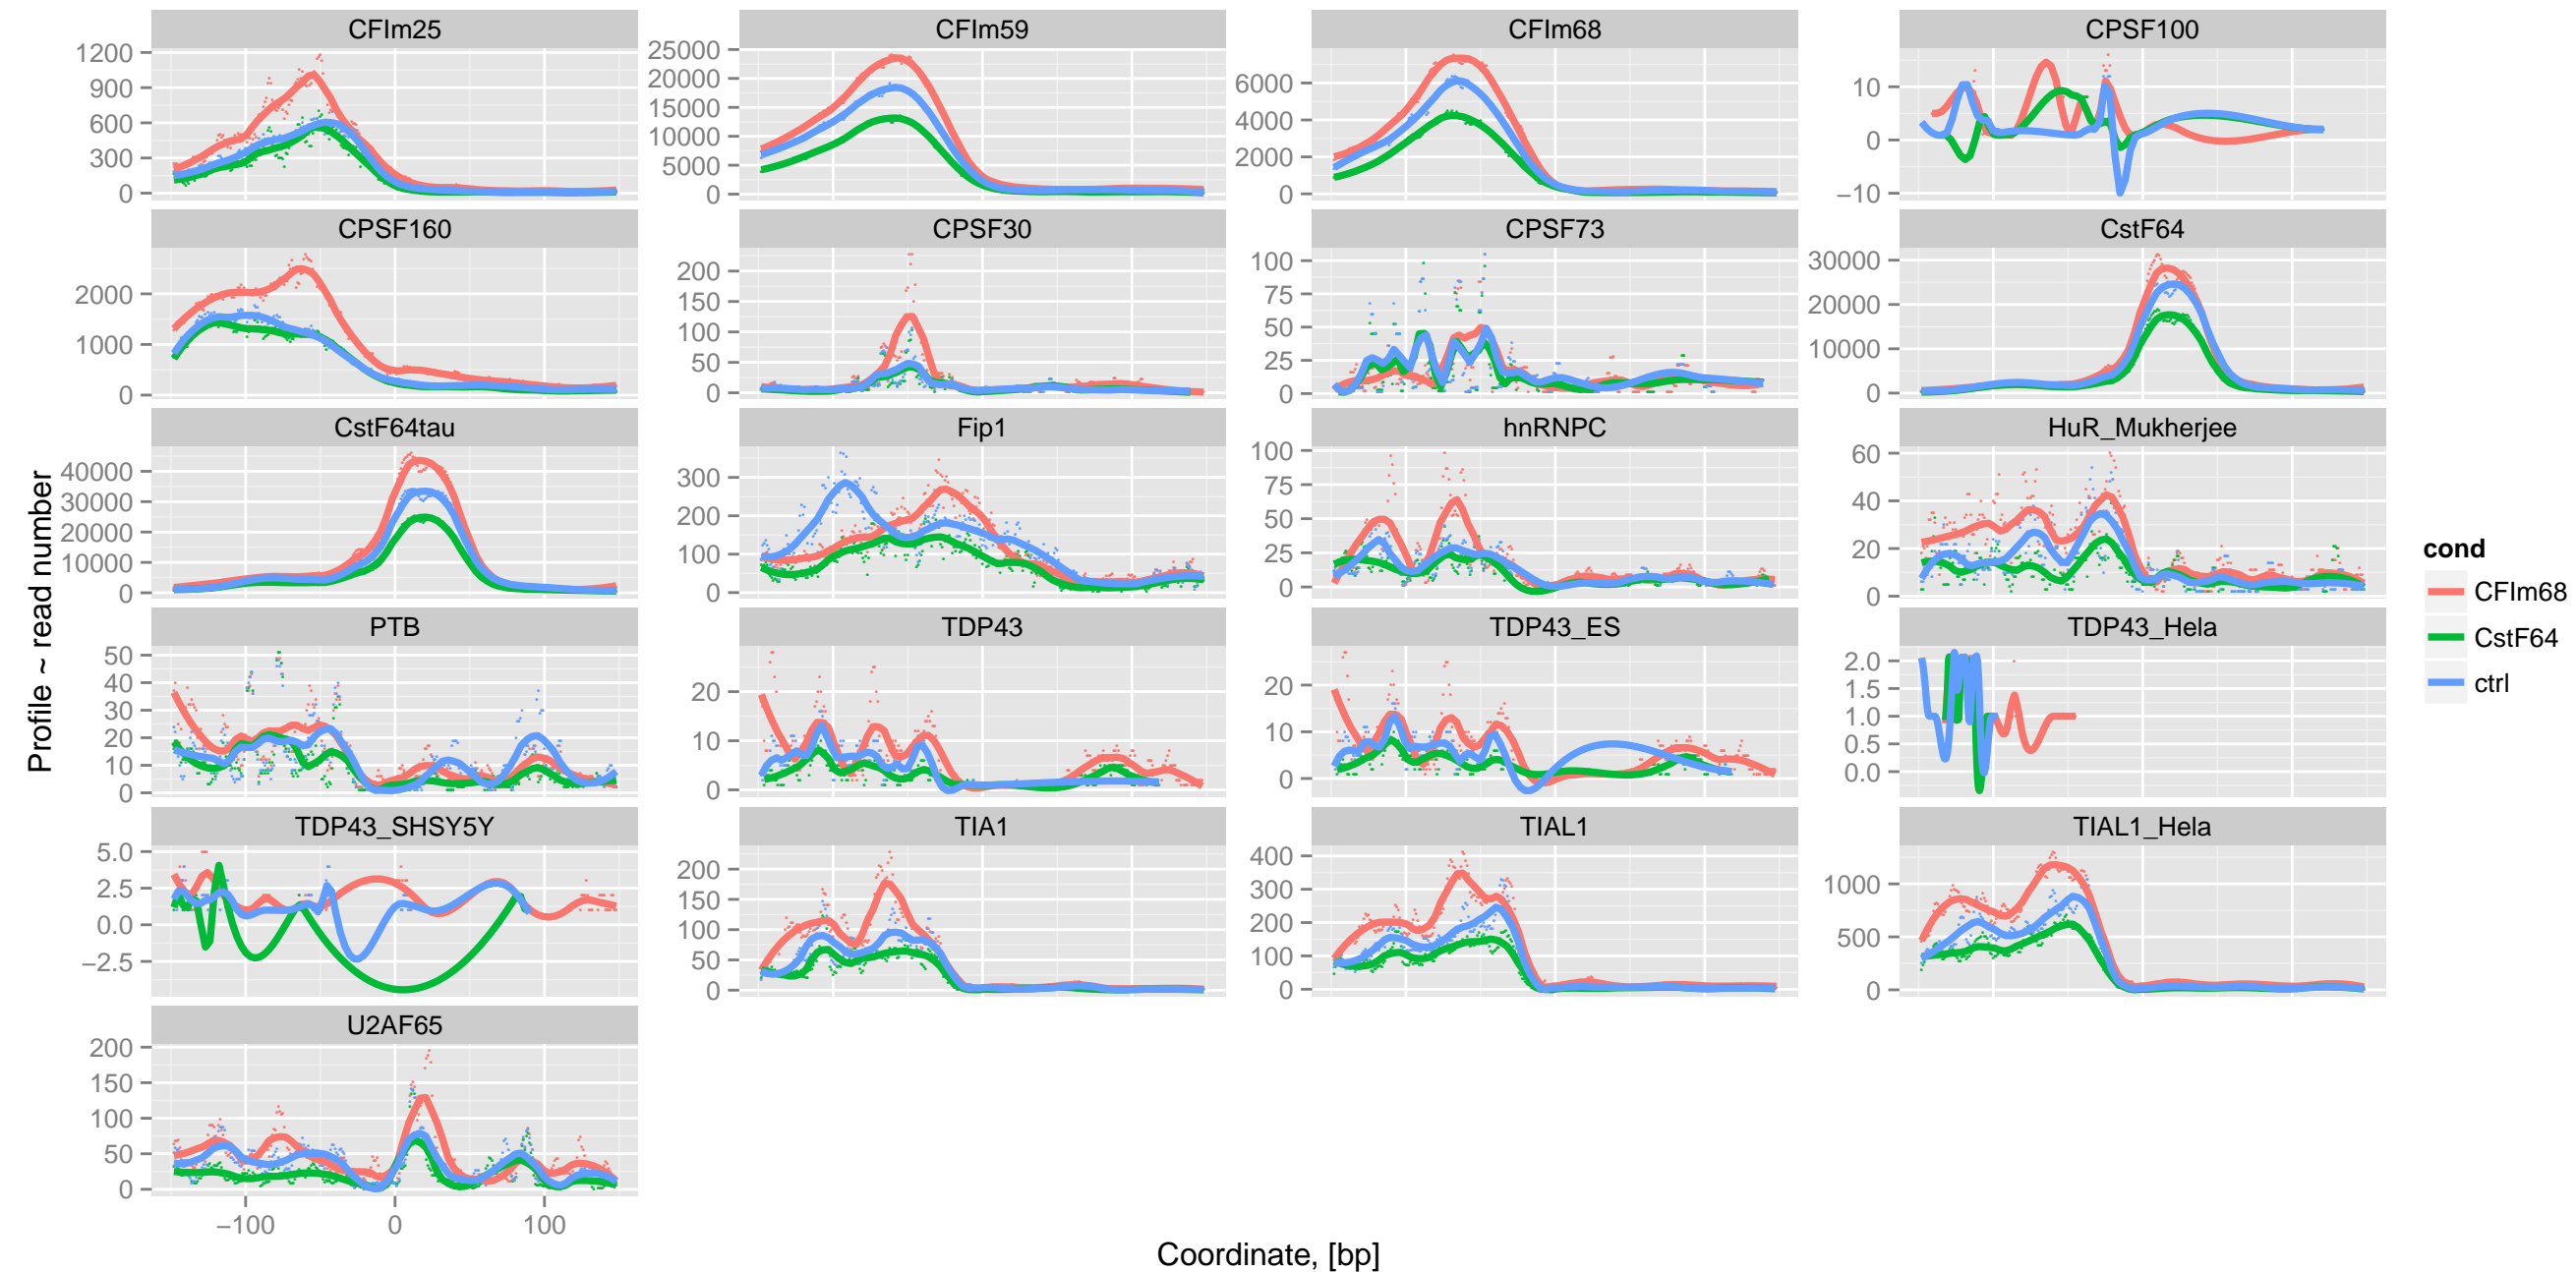 CFIm25 CFIm59 CFIm68 CPSF100
1200 900 600 300 0
25000 20000 15000 10000 5000 0
6000 4000 2000 0
10 0 −10
CPSF160 CPSF30 CPSF73 CstF64
2000 1000 0
200 150 100 50 0
100 75 50 25 0
30000 20000 10000 0
CstF64tau Fip1 hnRNPC HuR_Mukherjee
40000 30000 20000 10000 0
300 200 100 0
100 75 50 25 0
60 40 20 0
PTB TDP43 TDP43_ES TDP43_Hela
50 40 30 20 10 0
20 10 0
20 10 0
2.0 1.5 1.0 0.5 0.0
TDP43_SHSY5Y TIA1 TIAL1 TIAL1_Hela
5.0 2.5 0.0 −2.5
200 150 100 50 0
400 300 200 100 0
1000 500 0
U2AF65
200 150 100 50 0
−100 0 100
Profile ~ read number
Coordinate, [bp]
cond
CFIm68
CstF64
ctrl